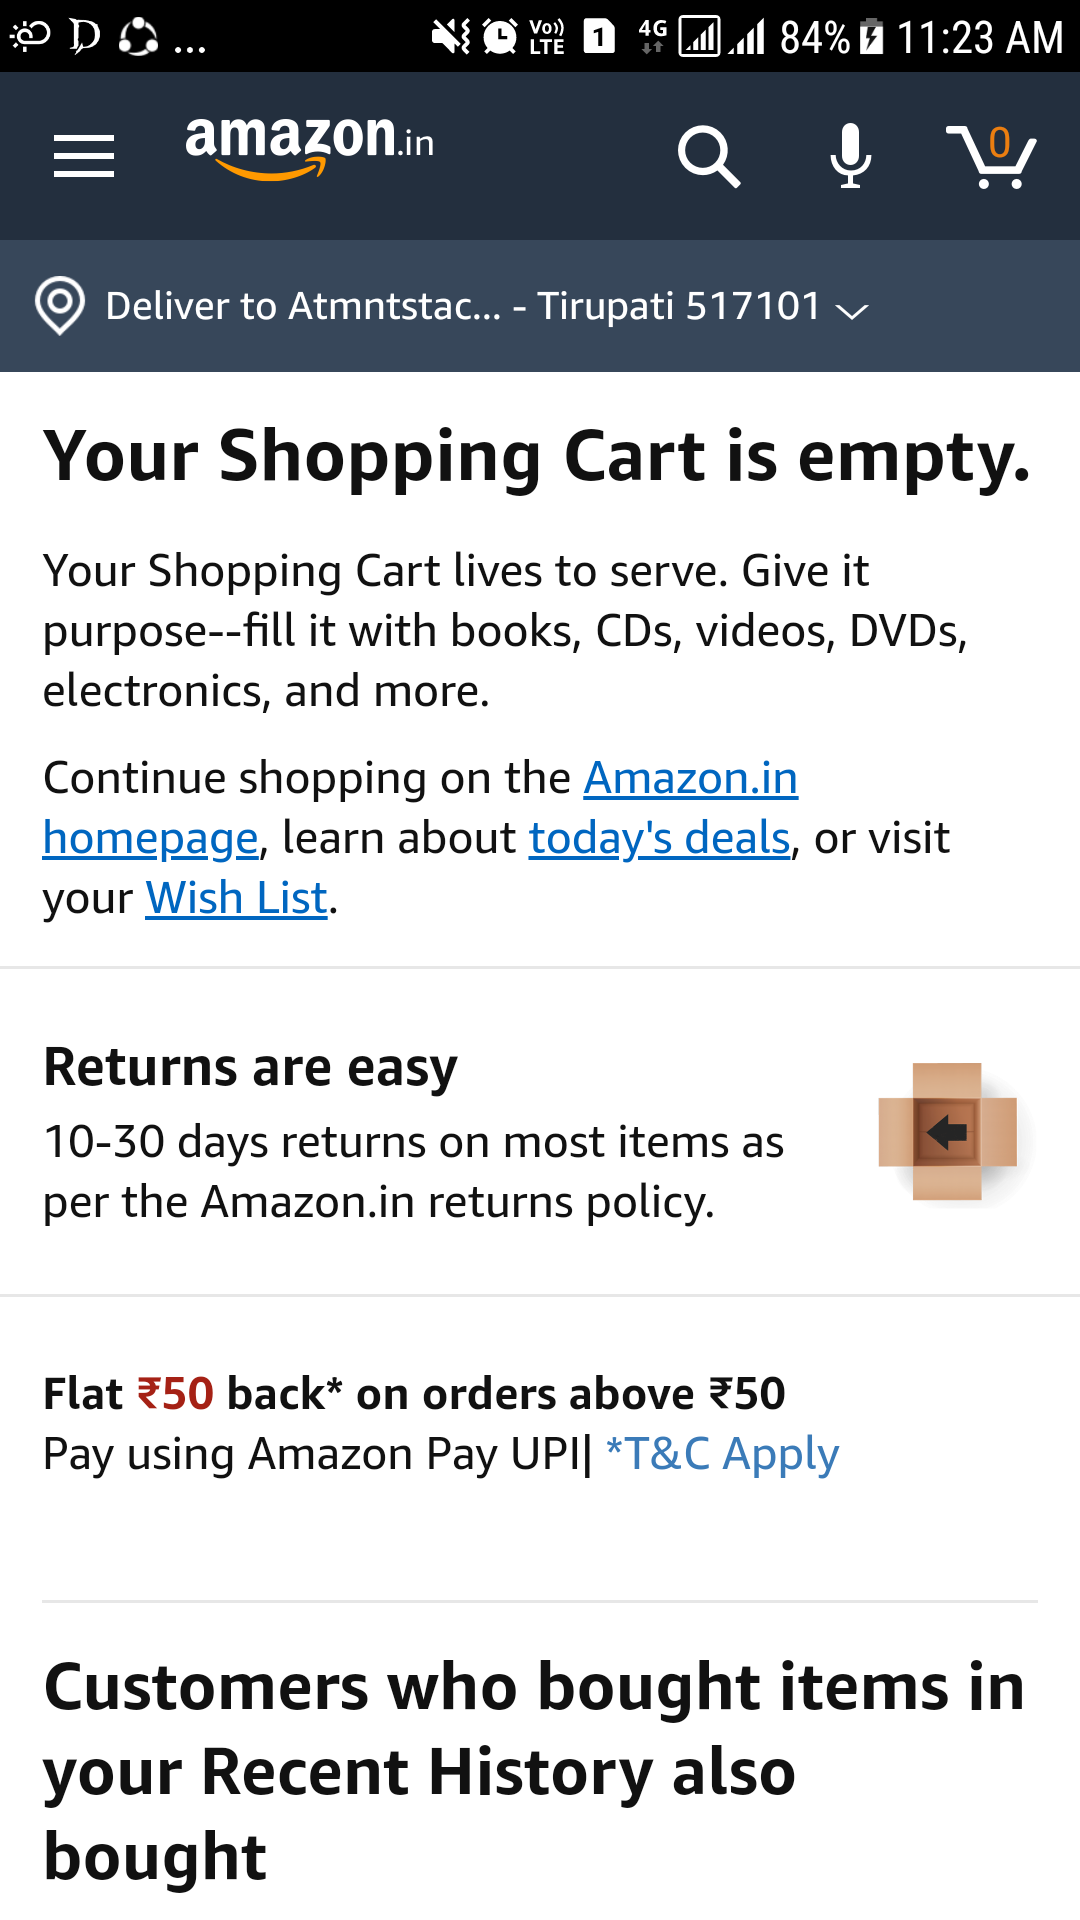 Vo)) LTE 1 4G 84% 11:23 AM
amazon.in
0
Deliver to Atmntstac... - Tirupati 517101
Your Shopping Cart is empty.
Your Shopping Cart lives to serve. Give it
purpose--fill it with books, CDs, videos, DVDs,
electronics, and more.
Continue shopping on the Amazon.in
homepage, learn about today's deals, or visit
your Wish List.
Returns are easy
10-30 days returns on most items as
per the Amazon.in returns policy.
Flat ₹50 back* on orders above ₹50
Pay using Amazon Pay UPI| *T&C Apply
Customers who bought items in
your Recent History also
bought